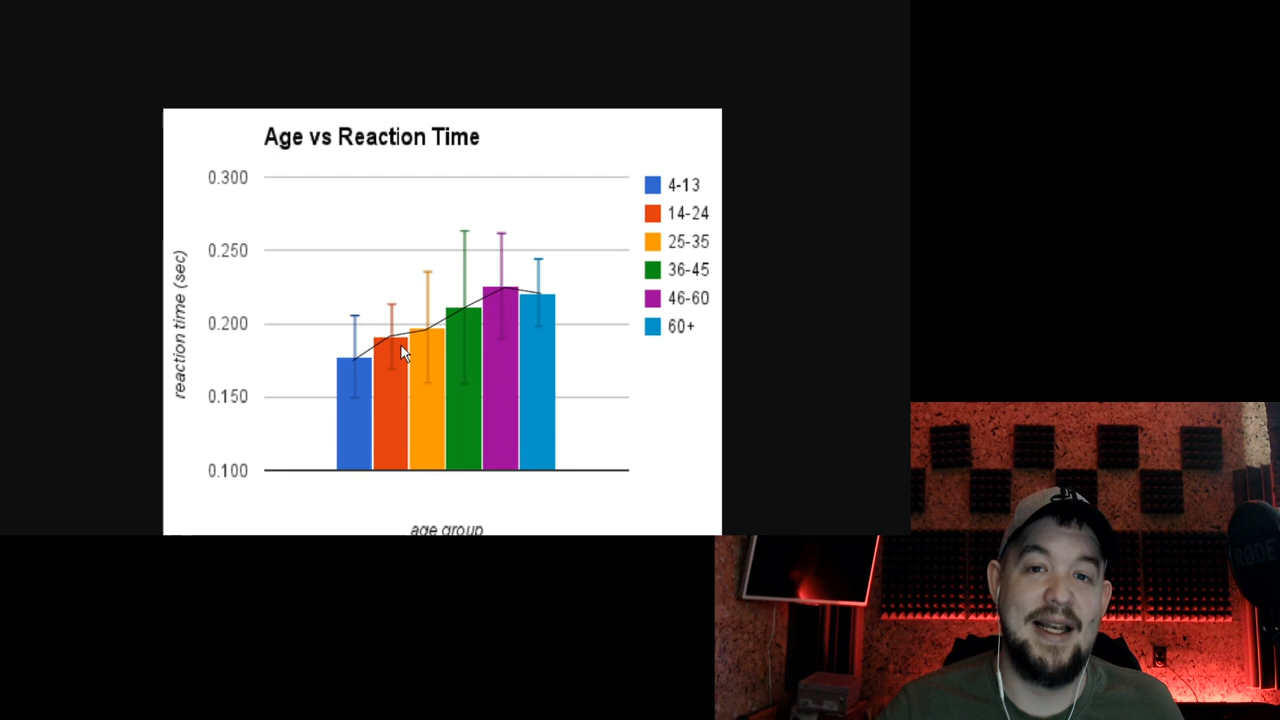 Age vs Reaction Time
0.300
0.250
0.200
0.150
0.100
reaction time (sec)
age group
4-13
14-24
25-35
36-45
46-60
60+
RODE